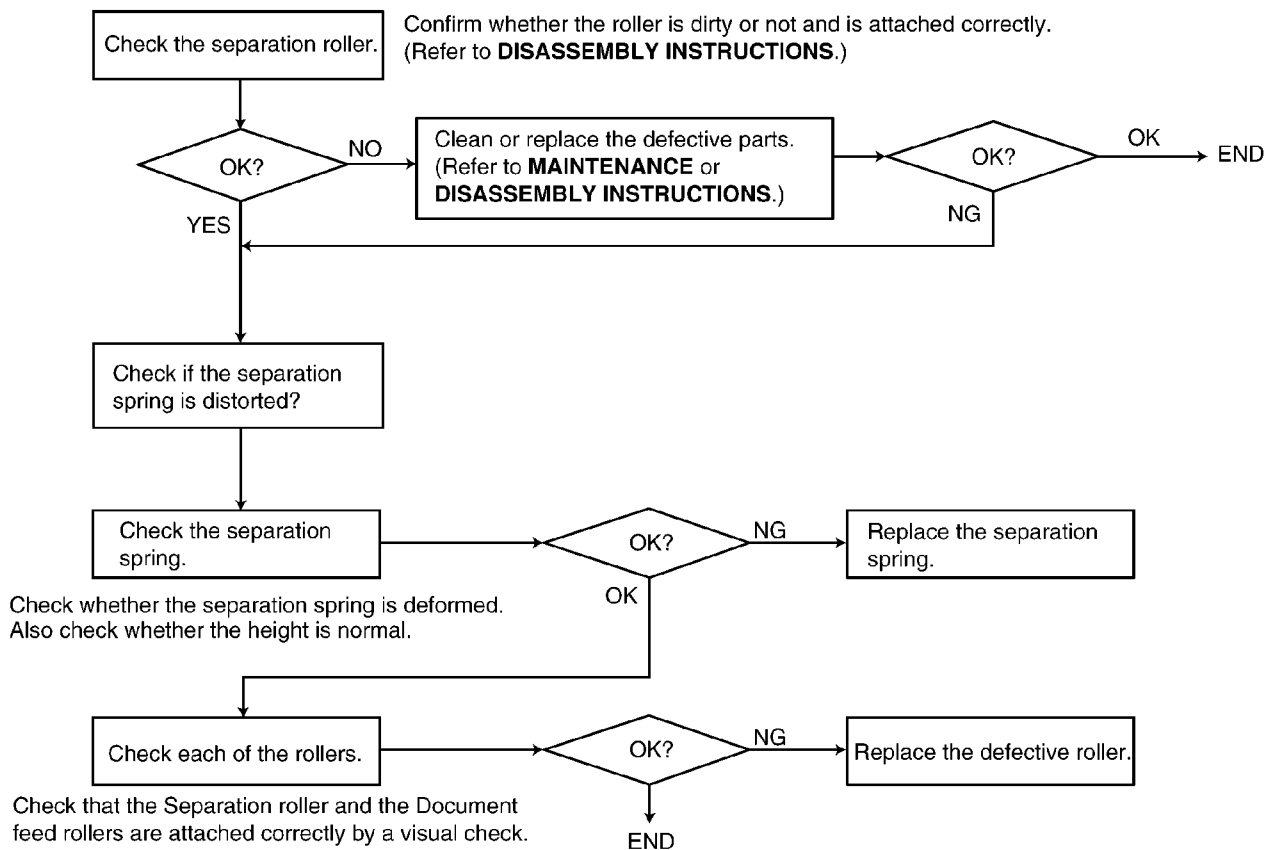 Check the separation roller.
Confirm whether the roller is dirty or not and is attached correctly.
(Refer to DISASSEMBLY INSTRUCTIONS.)
OK?
NO
Clean or replace the defective parts.
(Refer to MAINTENANCE or
DISASSEMBLY INSTRUCTIONS.)
OK?
OK
END
YES
NG
Check if the separation
spring is distorted?
Check the separation
spring.
OK?
NG
Replace the separation
spring.
OK
Check whether the separation spring is deformed.
Also check whether the height is normal.
Check each of the rollers.
OK?
NG
Replace the defective roller.
Check that the Separation roller and the Document
feed rollers are attached correctly by a visual check.
END